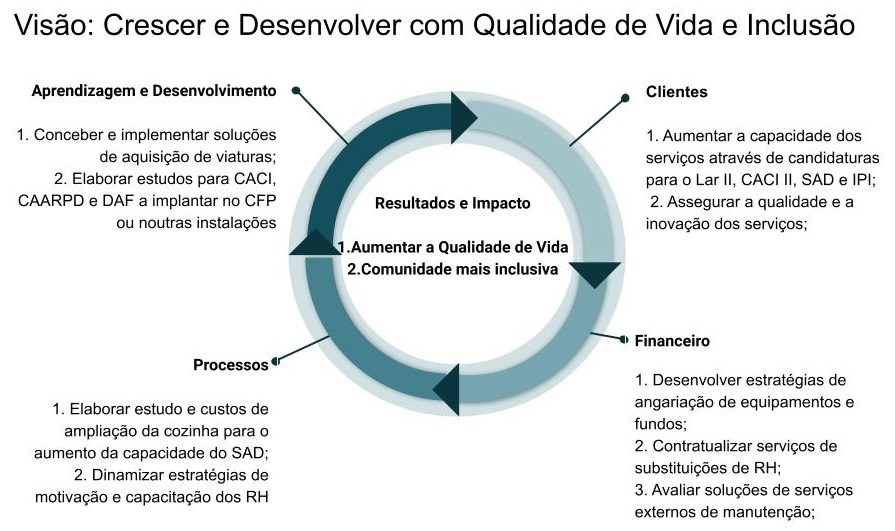 Visão: Crescer e Desenvolver com Qualidade de Vida e Inclusão
Aprendizagem e Desenvolvimento
1. Conceber e implementar soluções
de aquisição de viaturas;
2. Elaborar estudos para CACI,
CAARPD e DAF a implantar no CFP
ou noutras instalações
Clientes
1. Aumentar a capacidade dos
serviços através de candidaturas
para o Lar II, CACI II, SAD e IPI;
2. Assegurar a qualidade e a
inovação dos serviços;
Resultados e Impacto
1.Aumentar a Qualidade de Vida
2.Comunidade mais inclusiva
Processos
1. Elaborar estudo e custos de
ampliação da cozinha para o
aumento da capacidade do SAD;
2. Dinamizar estratégias de
motivação e capacitação dos RH
Financeiro
1. Desenvolver estratégias de
angariação de equipamentos e
fundos;
2. Contratualizar serviços de
substituições de RH;
3. Avaliar soluções de serviços
externos de manutenção;